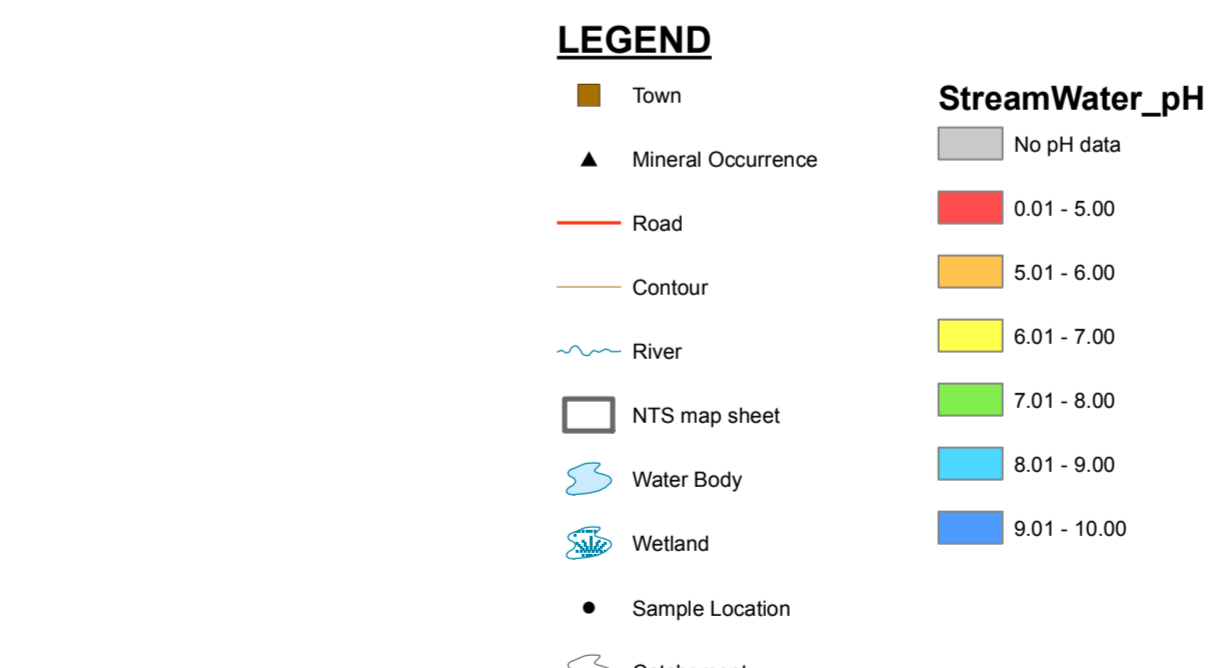 LEGEND
Town
Mineral Occurrence
Road
Contour
River
NTS map sheet
Water Body
Wetland
Sample Location
StreamWater_pH
No pH data
0.01 - 5.00
5.01 - 6.00
6.01 - 7.00
7.01 - 8.00
8.01 - 9.00
9.01 - 10.00